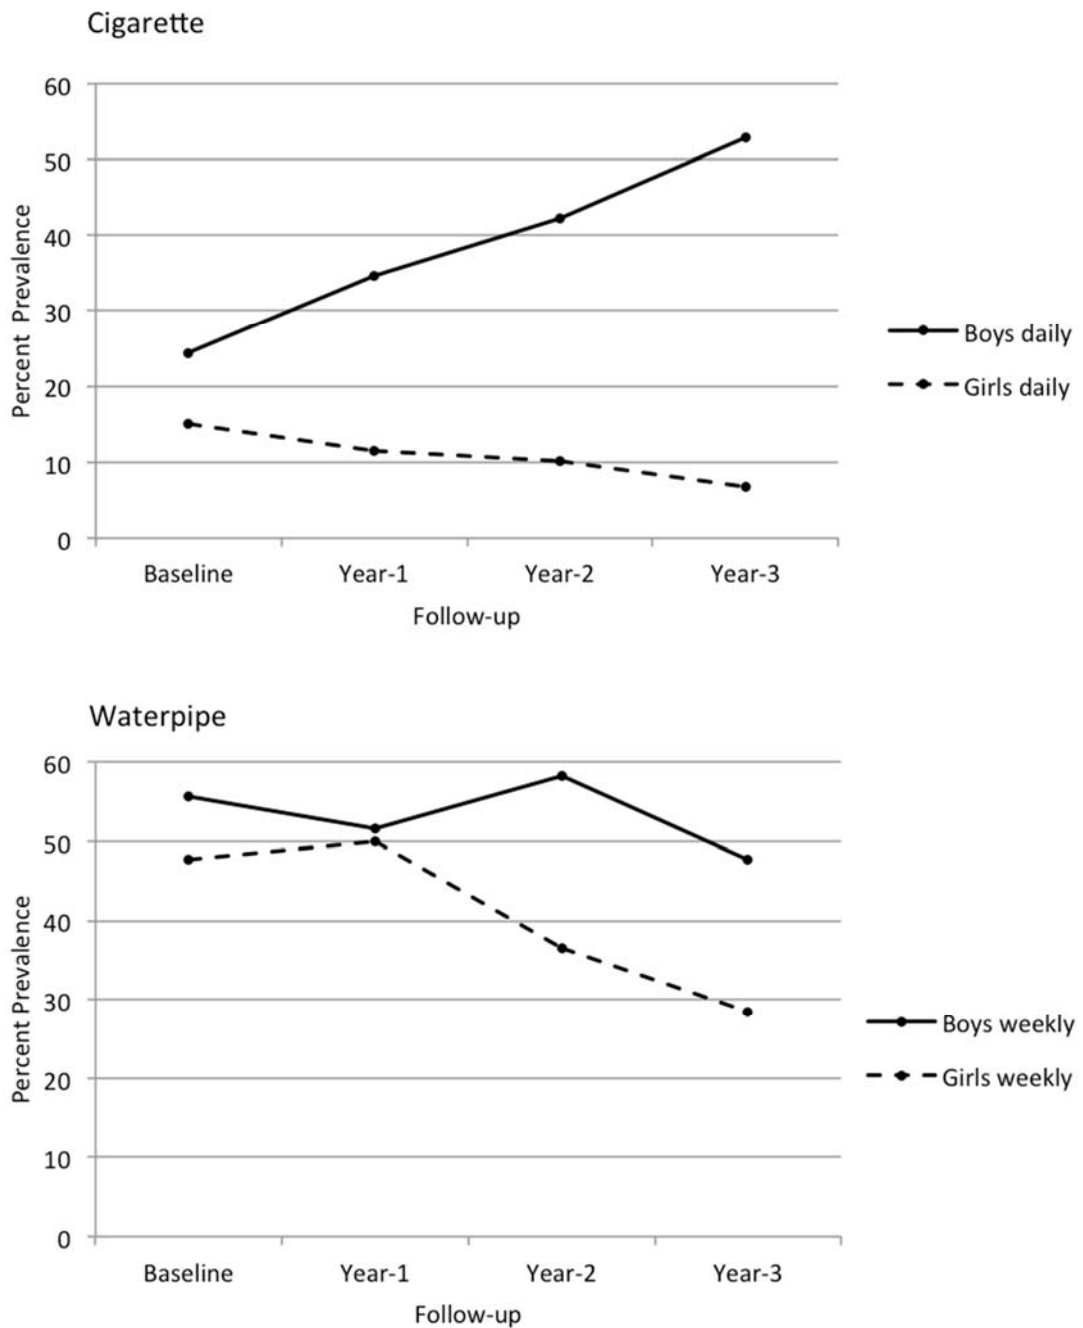 Cigarette
60
50
40
30
20
10
0
Percent Prevalence
Baseline Year-1 Year-2 Year-3
Follow-up
Boys daily
Girls daily
Waterpipe
60
50
40
30
20
10
0
Percent Prevalence
Baseline Year-1 Year-2 Year-3
Follow-up
Boys weekly
Girls weekly